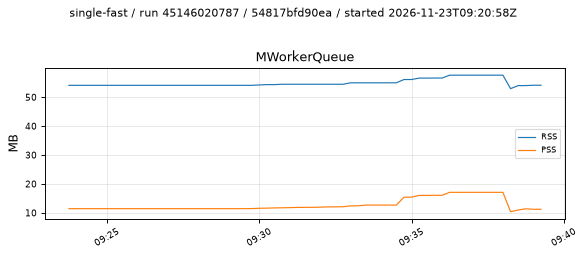 single-fast / run 45146020787 / 54817bfd90ea / started 2026-11-23T09:20:58Z
MWorkerQueue
MB
50
40
30
20
10
RSS
PSS
09:25
09:30
09:35
09:40